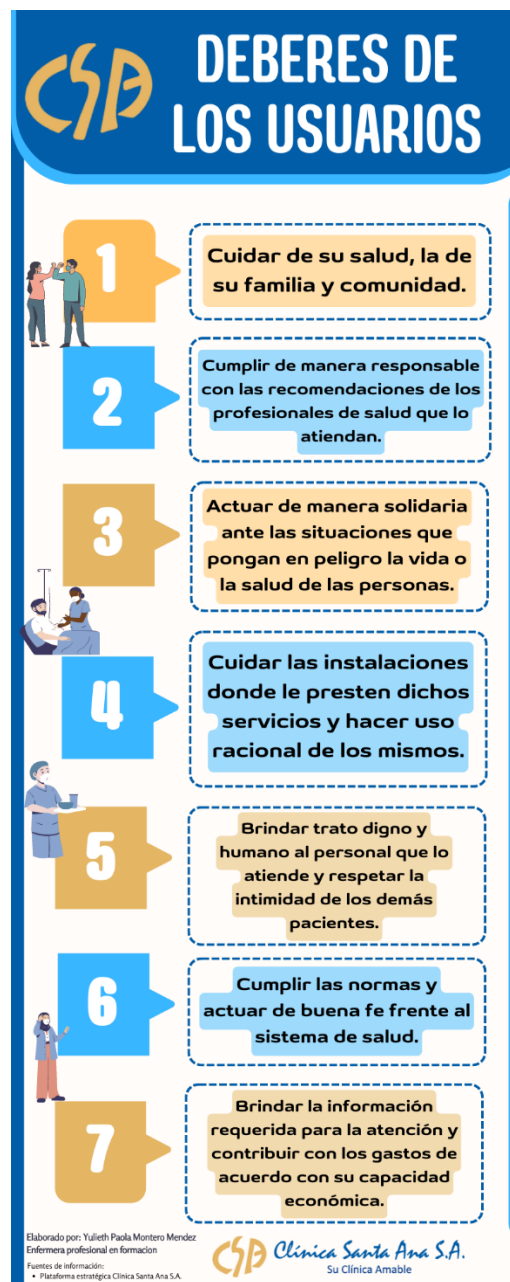 CSA
DEBERES DE
LOS USUARIOS
1
Cuidar de su salud, la de
su familia y comunidad.
2
Cumplir de manera responsable
con las recomendaciones de los
profesionales de salud que lo
atiendan.
3
Actuar de manera solidaria
ante las situaciones que
pongan en peligro la vida o
la salud de las personas.
4
Cuidar las instalaciones
donde le presten dichos
servicios y hacer uso
racional de los mismos.
5
Brindar trato digno y
humano al personal que lo
atiende y respetar la
intimidad de los demás
pacientes.
6
Cumplir las normas y
actuar de buena fe frente al
sistema de salud.
7
Brindar la información
requerida para la atención y
contribuir con los gastos de
acuerdo con su capacidad
económica.
Elaborado por: Yulieth Paola Montero Mendez
Enfermera profesional en formacion
Fuentes de información:
• Plataforma estratégica Clínica Santa Ana S.A.
CSA Clínica Santa Ana S.A.
Su Clínica Amable